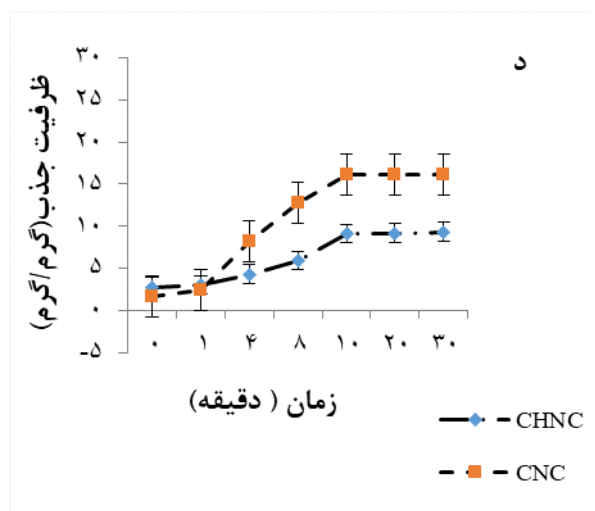 د
ظرفیت جذب(گرم/گرم)
۳۰
۲۵
۲۰
۱۵
۱۰
۵
۰
-۵
۰ ۱ ۴ ۸ ۱۰ ۲۰ ۳۰
زمان ( دقیقه)
CHNC
CNC